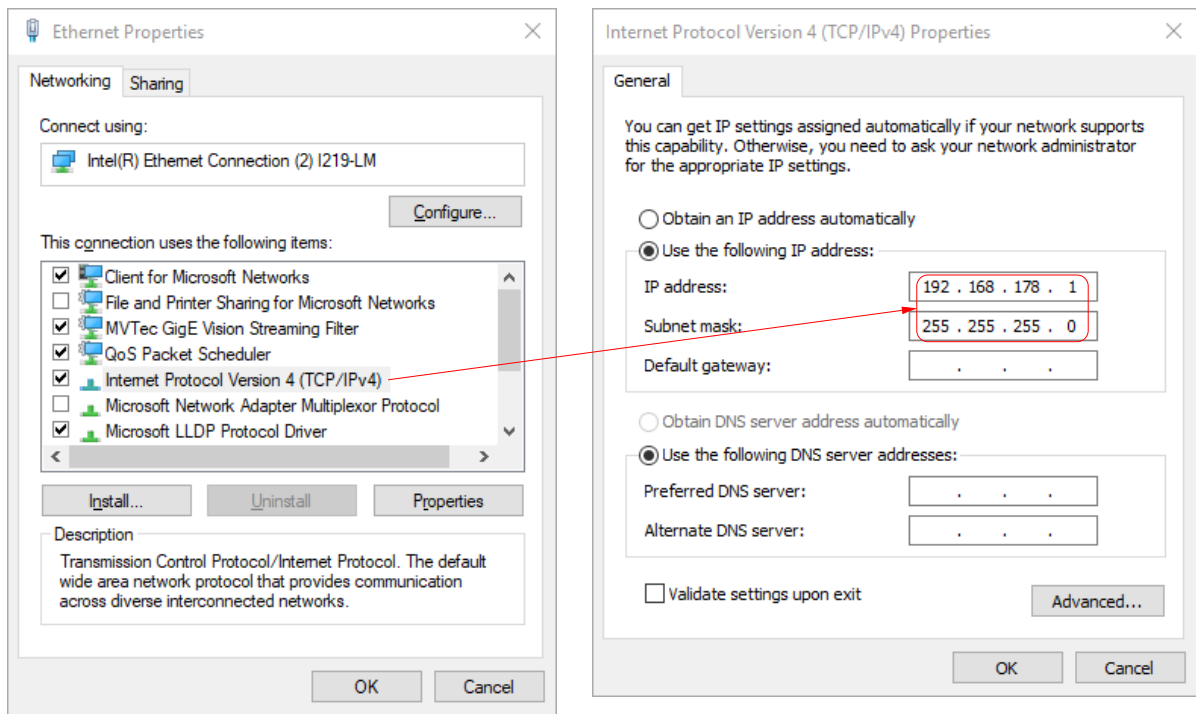 Ethernet Properties
Networking
Sharing
Connect using:
Intel(R) Ethernet Connection (2) I219-LM
Configure...
This connection uses the following items:
Client for Microsoft Networks
File and Printer Sharing for Microsoft Networks
MVTec GigE Vision Streaming Filter
QoS Packet Scheduler
Internet Protocol Version 4 (TCP/IPv4)
Microsoft Network Adapter Multiplexor Protocol
Microsoft LLDP Protocol Driver
Install...
Uninstall
Properties
Description
Transmission Control Protocol/Internet Protocol. The default
wide area network protocol that provides communication
across diverse interconnected networks.
OK
Cancel
Internet Protocol Version 4 (TCP/IPv4) Properties
General
You can get IP settings assigned automatically if your network supports
this capability. Otherwise, you need to ask your network administrator
for the appropriate IP settings.
Obtain an IP address automatically
Use the following IP address:
IP address:
192 . 168 . 178 . 1
Subnet mask:
255 . 255 . 255 . 0
Default gateway:
. . .
Obtain DNS server address automatically
Use the following DNS server addresses:
Preferred DNS server:
. . .
Alternate DNS server:
. . .
Validate settings upon exit
Advanced...
OK
Cancel